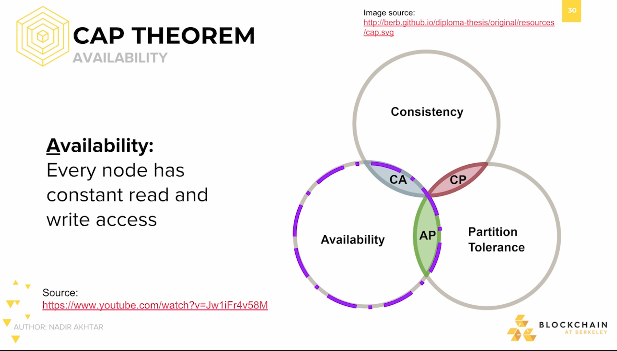 Image source:
http://berb.github.io/diploma-thesis/original/resources
/cap.svg
30
CAP THEOREM
AVAILABILITY
Availability:
Every node has
constant read and
write access
Consistency
CA
CP
Availability
AP
Partition
Tolerance
Source:
https://www.youtube.com/watch?v=Jw1iFr4v58M
AUTHOR: NADIR AKHTAR
BLOCKCHAIN
AT BERKELEY